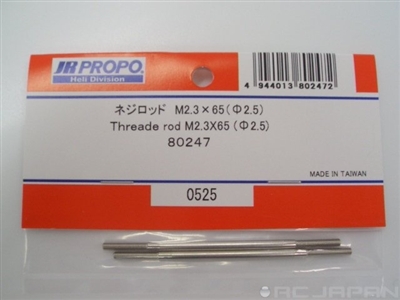 JR PROPO.
Heli Division
4 944013 802472
ネジロッド M2.3×65(Φ2.5)
Threade rod M2.3X65(Φ2.5)
80247
MADE IN TAIWAN
0525
RC JAPAN